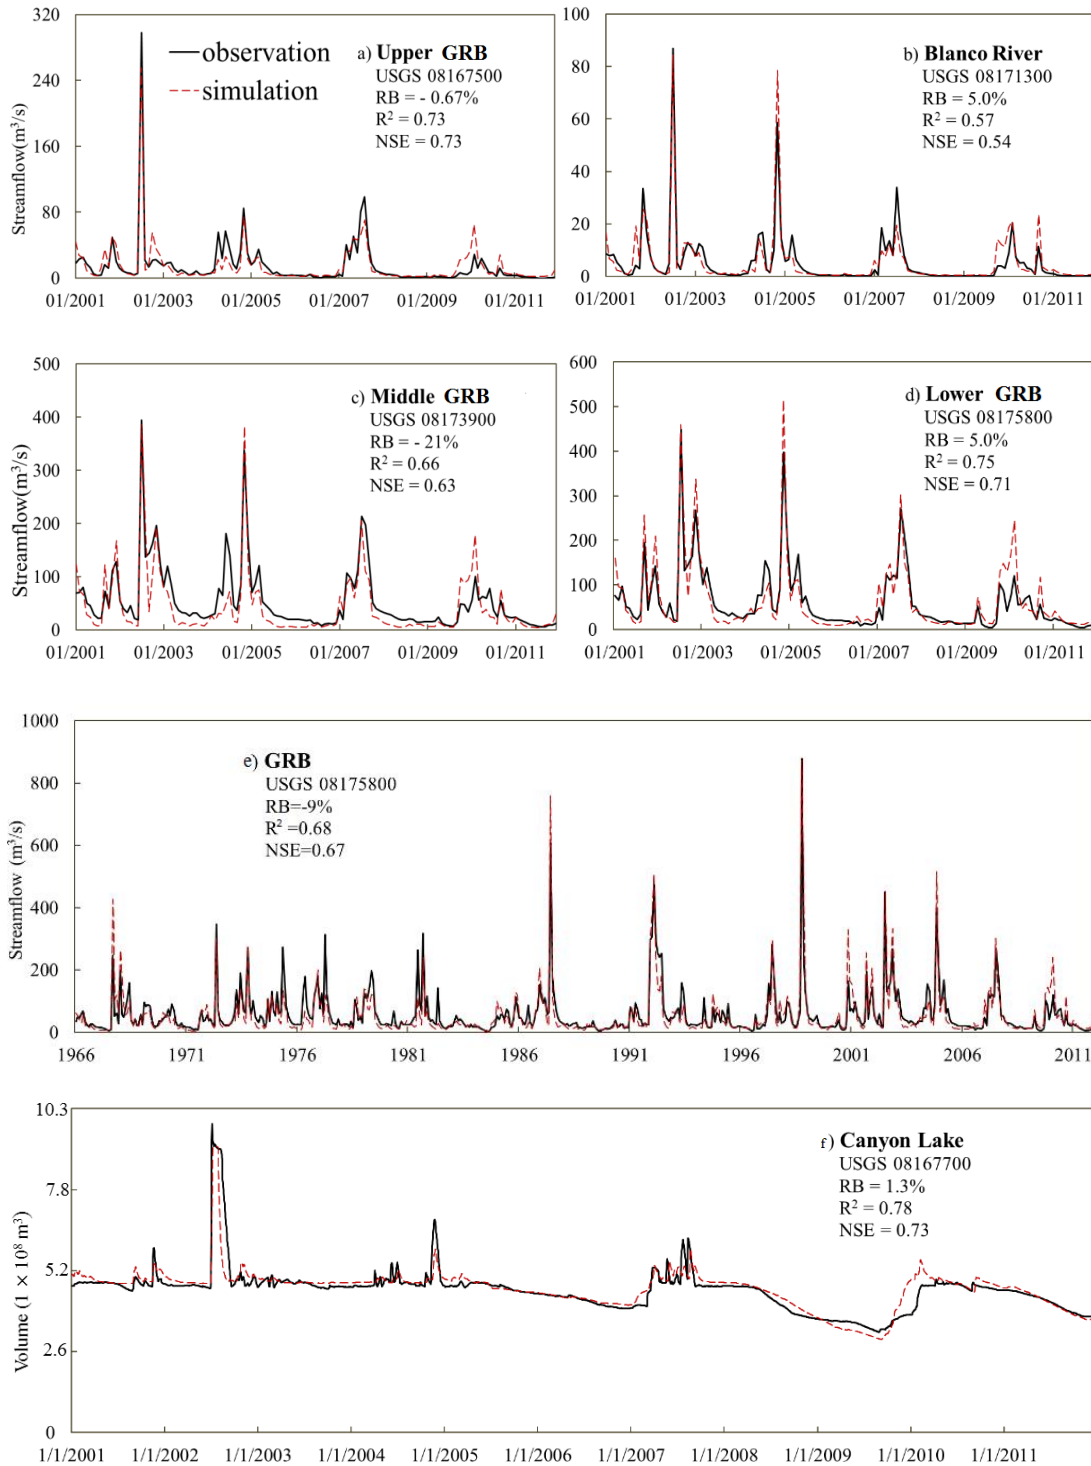 320
240
160
80
0
Streamflow(m³/s)
observation
simulation
a) Upper GRB
USGS 08167500
RB = - 0.67%
R² = 0.73
NSE = 0.73
01/2001 01/2003 01/2005 01/2007 01/2009 01/2011
100
80
60
40
20
0
b) Blanco River
USGS 08171300
RB = 5.0%
R² = 0.57
NSE = 0.54
01/2001 01/2003 01/2005 01/2007 01/2009 01/2011
500
400
300
200
100
0
Streamflow(m³/s)
c) Middle GRB
USGS 08173900
RB = - 21%
R² = 0.66
NSE = 0.63
01/2001 01/2003 01/2005 01/2007 01/2009 01/2011
600
500
400
300
200
100
0
d) Lower GRB
USGS 08175800
RB = 5.0%
R² = 0.75
NSE = 0.71
01/2001 01/2003 01/2005 01/2007 01/2009 01/2011
1000
800
600
400
200
0
Streamflow (m³/s)
e) GRB
USGS 08175800
RB=-9%
R² =0.68
NSE=0.67
1966 1971 1976 1981 1986 1991 1996 2001 2006 2011
10.3
7.8
5.2
2.6
0
Volume (1 × 10⁸ m³)
f) Canyon Lake
USGS 08167700
RB = 1.3%
R² = 0.78
NSE = 0.73
1/1/2001 1/1/2002 1/1/2003 1/1/2004 1/1/2005 1/1/2006 1/1/2007 1/1/2008 1/1/2009 1/1/2010 1/1/2011